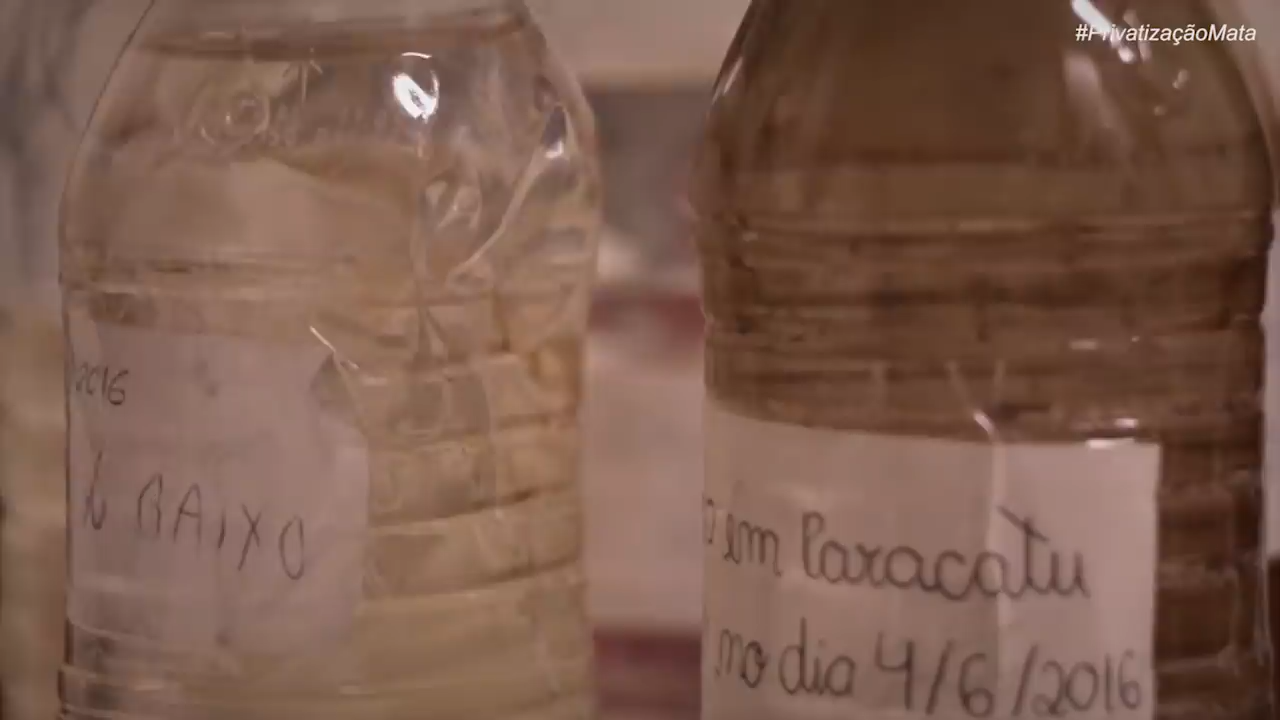 #PrivatizaçãoMata
2016
BAIXO
em Paracatu
no dia 4/6/2016